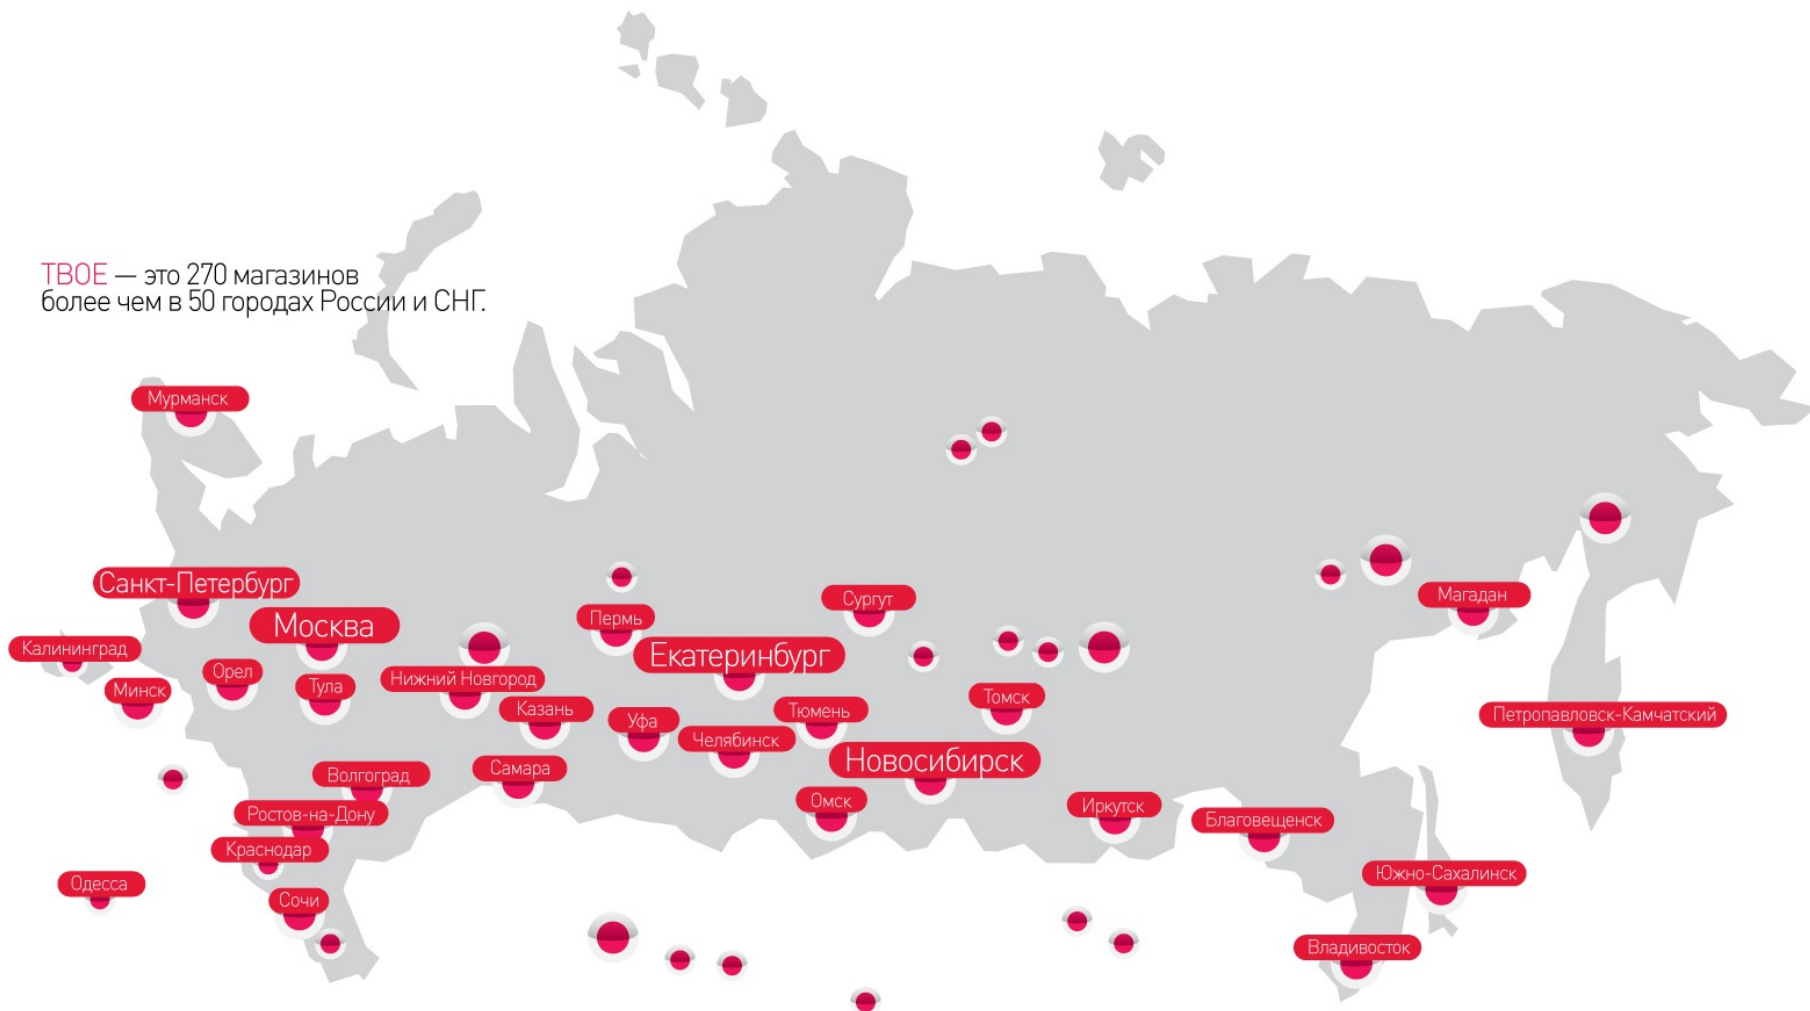 ТВОЕ — это 270 магазинов
более чем в 50 городах России и СНГ.
Мурманск
Санкт-Петербург
Москва
Калининград
Минск
Орел
Тула
Нижний Новгород
Казань
Пермь
Екатеринбург
Сургут
Уфа
Челябинск
Тюмень
Томск
Новосибирск
Омск
Самара
Волгоград
Ростов-на-Дону
Краснодар
Сочи
Одесса
Иркутск
Благовещенск
Магадан
Петропавловск-Камчатский
Южно-Сахалинск
Владивосток